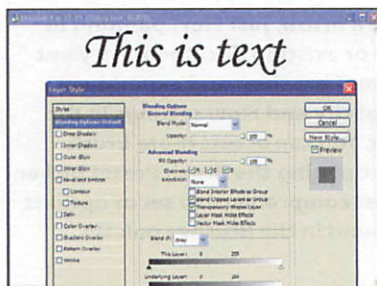 This is text
Layer Style
Styles
Blending Options: Default
Drop Shadow
Inner Shadow
Outer Glow
Inner Glow
Bevel and Emboss
Contour
Texture
Satin
Color Overlay
Gradient Overlay
Pattern Overlay
Stroke
Blending Options
General Blending
Blend Mode: Normal
Opacity: 100 %
Advanced Blending
Fill Opacity: 100 %
Channels: R G B
Knockout: None
Blend Interior Effects as Group
Blend Clipped Layers as Group
Transparency Shapes Layer
Layer Mask Hides Effects
Vector Mask Hides Effects
Blend If: Gray
This Layer: 0 255
Underlying Layer: 0 255
OK
Cancel
New Style...
Preview